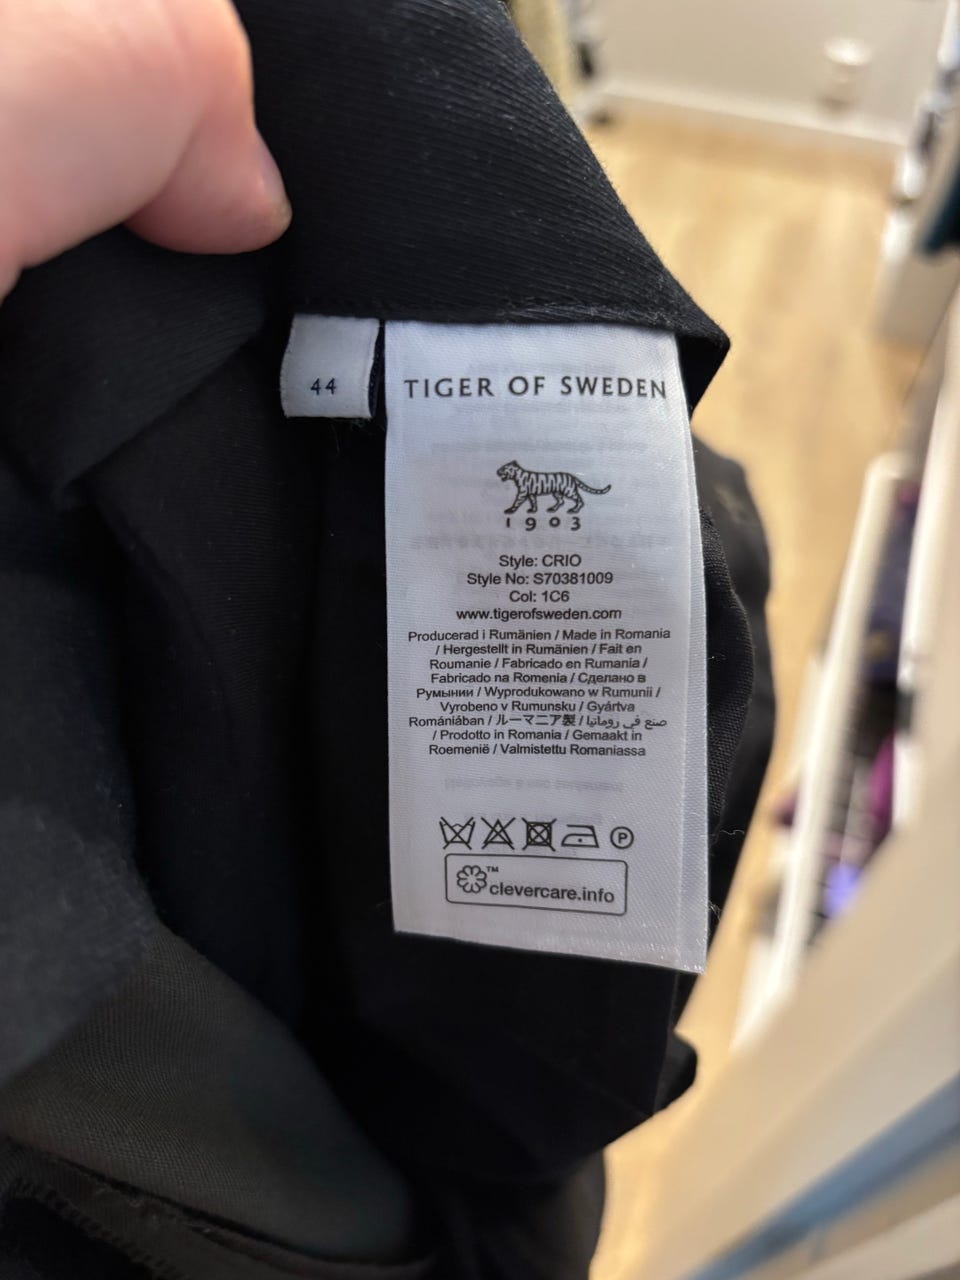 44
TIGER OF SWEDEN
1903
Style: CRIO
Style No: S70381009
Col: 1C6
www.tigerofsweden.com
Producerad i Rumänien / Made in Romania
/ Hergestellt in Rumänien / Fait en
Roumanie / Fabricado en Rumania /
Fabricado na Romenia / Сделано в
Румынии / Wyprodukowano w Rumunii /
Vyrobeno v Rumunsku / Gyártva
Romániában / ルーマニア製 / صنع في رومانيا
/ Prodotto in Romania / Gemaakt in
Roemenië / Valmistettu Romaniassa
P
™
clevercare.info